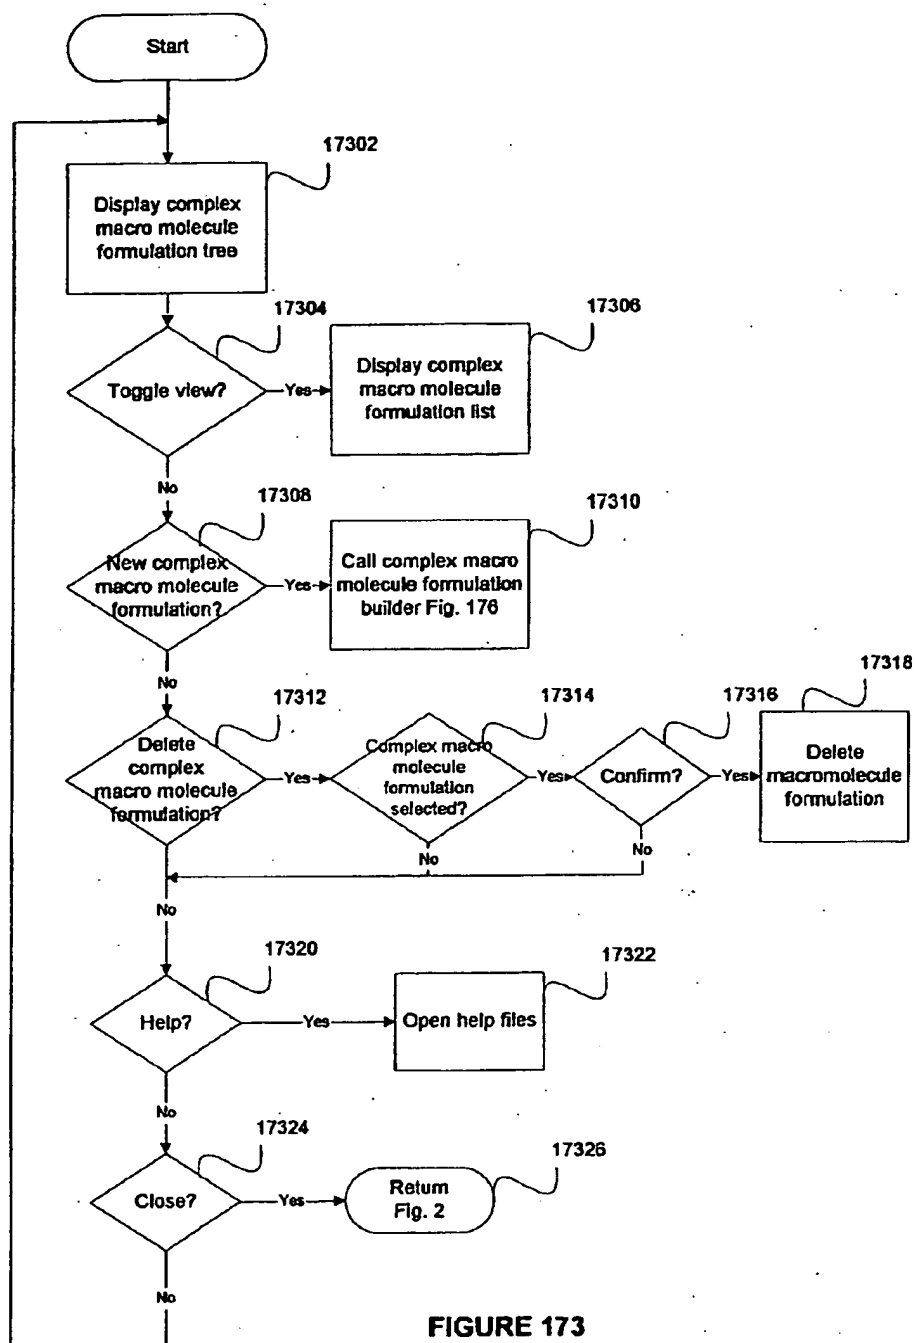 Start
17302
Display complex
macro molecule
formulation tree
17304
Toggle view?
Yes
17306
Display complex
macro molecule
formulation list
No
17308
New complex
macro molecule
formulation?
Yes
17310
Call complex macro
molecule formulation
builder Fig. 176
No
17312
Delete
complex
macro molecule
formulation?
Yes
17314
Complex macro
molecule
formulation
selected?
Yes
17316
Confirm?
Yes
17318
Delete
macromolecule
formulation
No
No
No
17320
Help?
Yes
17322
Open help files
No
17324
Close?
Yes
17326
Return
Fig. 2
No
FIGURE 173